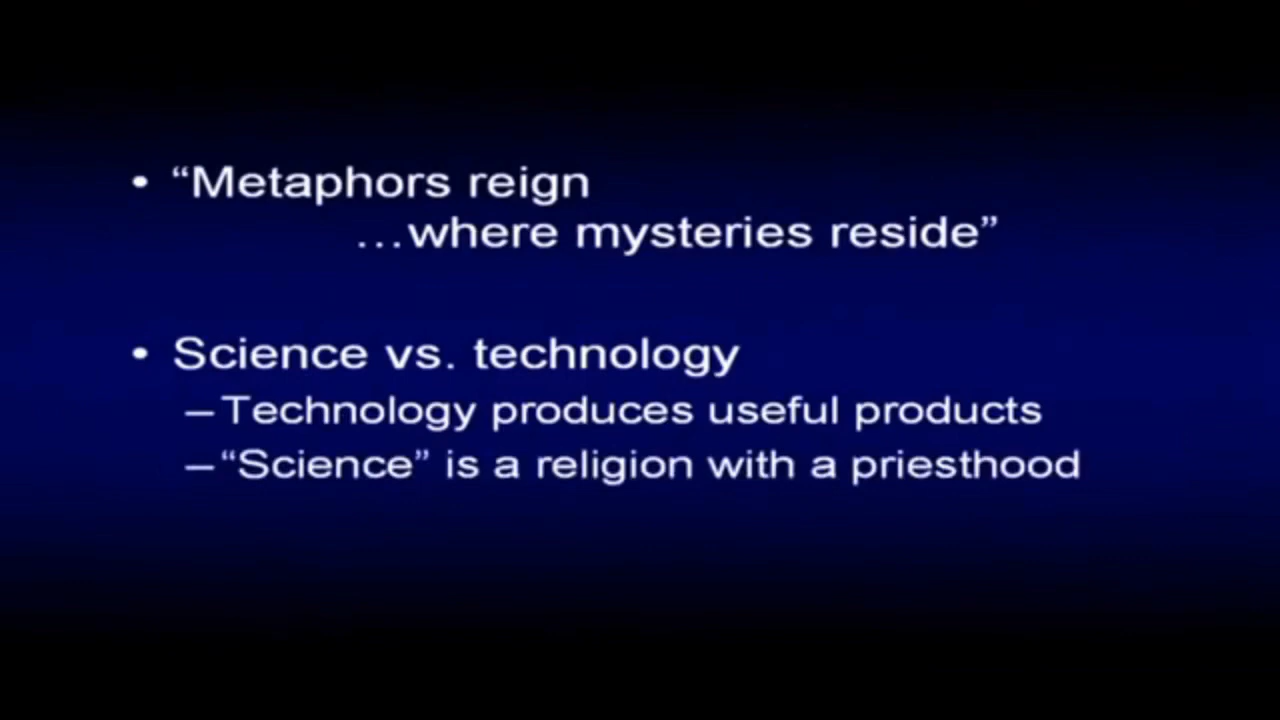 • “Metaphors reign
…where mysteries reside”
• Science vs. technology
– Technology produces useful products
– “Science” is a religion with a priesthood